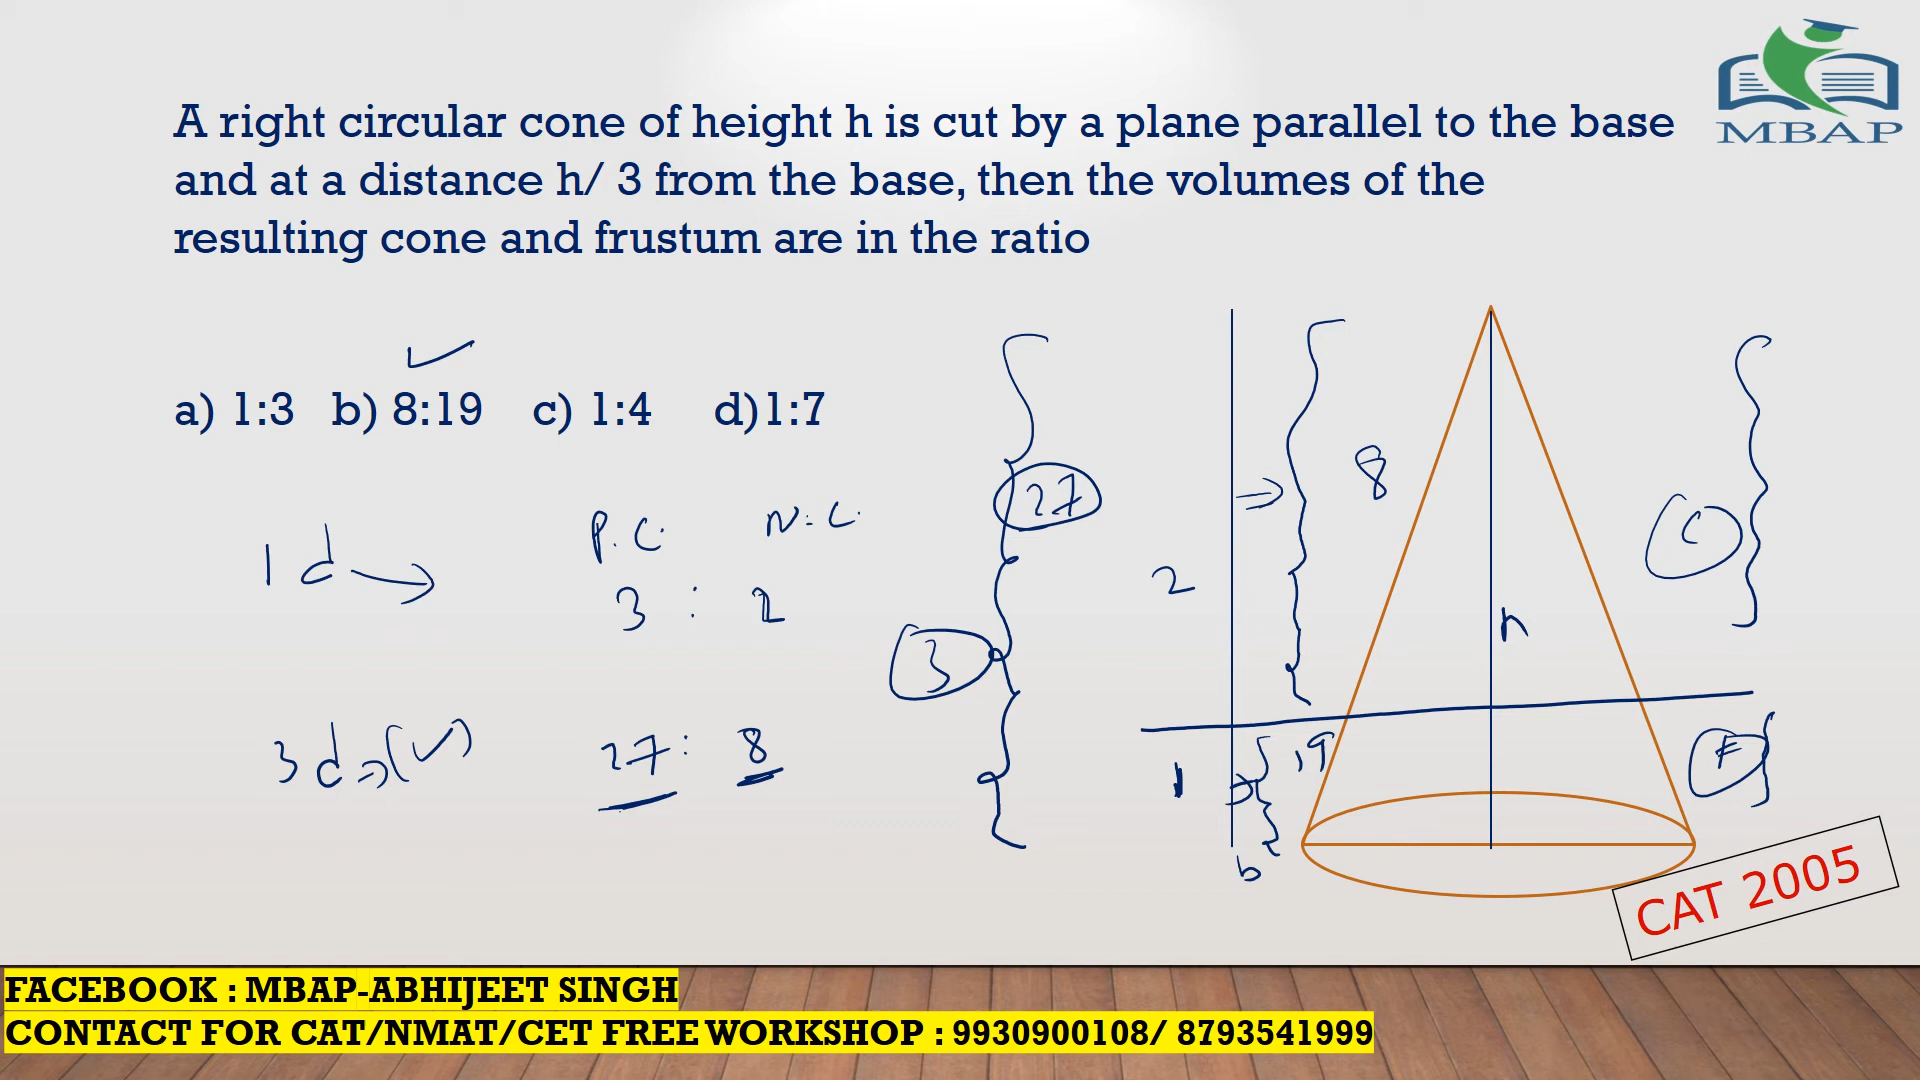 MBAP
A right circular cone of height h is cut by a plane parallel to the base
and at a distance h/ 3 from the base, then the volumes of the
resulting cone and frustum are in the ratio
a) 1:3 b) 8:19 c) 1:4 d)1:7
27
8
P.C. N.C.
C
1 d
2
3 : 2
h
3
3 d
27 : 8
19
F
1
b
CAT 2005
FACEBOOK : MBAP-ABHIJEET SINGH
CONTACT FOR CAT/NMAT/CET FREE WORKSHOP : 9930900108/ 8793541999